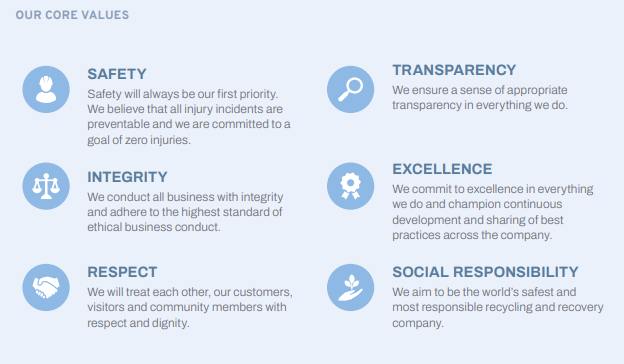 OUR CORE VALUES
SAFETY
Safety will always be our first priority.
We believe that all injury incidents are
preventable and we are committed to a
goal of zero injuries.
TRANSPARENCY
We ensure a sense of appropriate
transparency in everything we do.
INTEGRITY
We conduct all business with integrity
and adhere to the highest standard of
ethical business conduct.
EXCELLENCE
We commit to excellence in everything
we do and champion continuous
development and sharing of best
practices across the company.
RESPECT
We will treat each other, our customers,
visitors and community members with
respect and dignity.
SOCIAL RESPONSIBILITY
We aim to be the world's safest and
most responsible recycling and recovery
company.